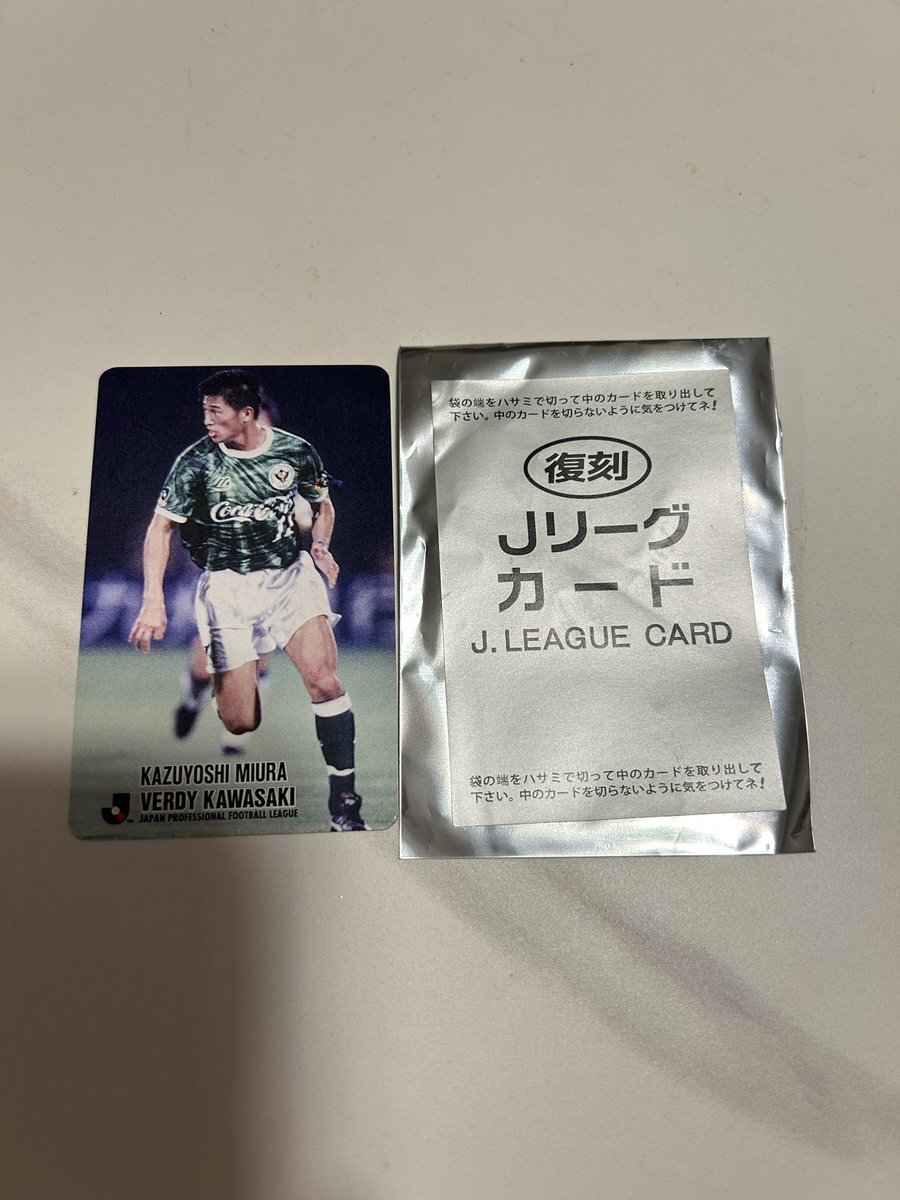 Coca-Cola
11
KAZUYOSHI MIURA
VERDY KAWASAKI
JAPAN PROFESSIONAL FOOTBALL LEAGUE
J
TM
袋の端をハサミで切って中のカードを取り出して
下さい。中のカードを切らないように気をつけてネ!
復刻
Jリーグ
カード
J. LEAGUE CARD
袋の端をハサミで切って中のカードを取り出して
下さい。中のカードを切らないように気をつけてネ!